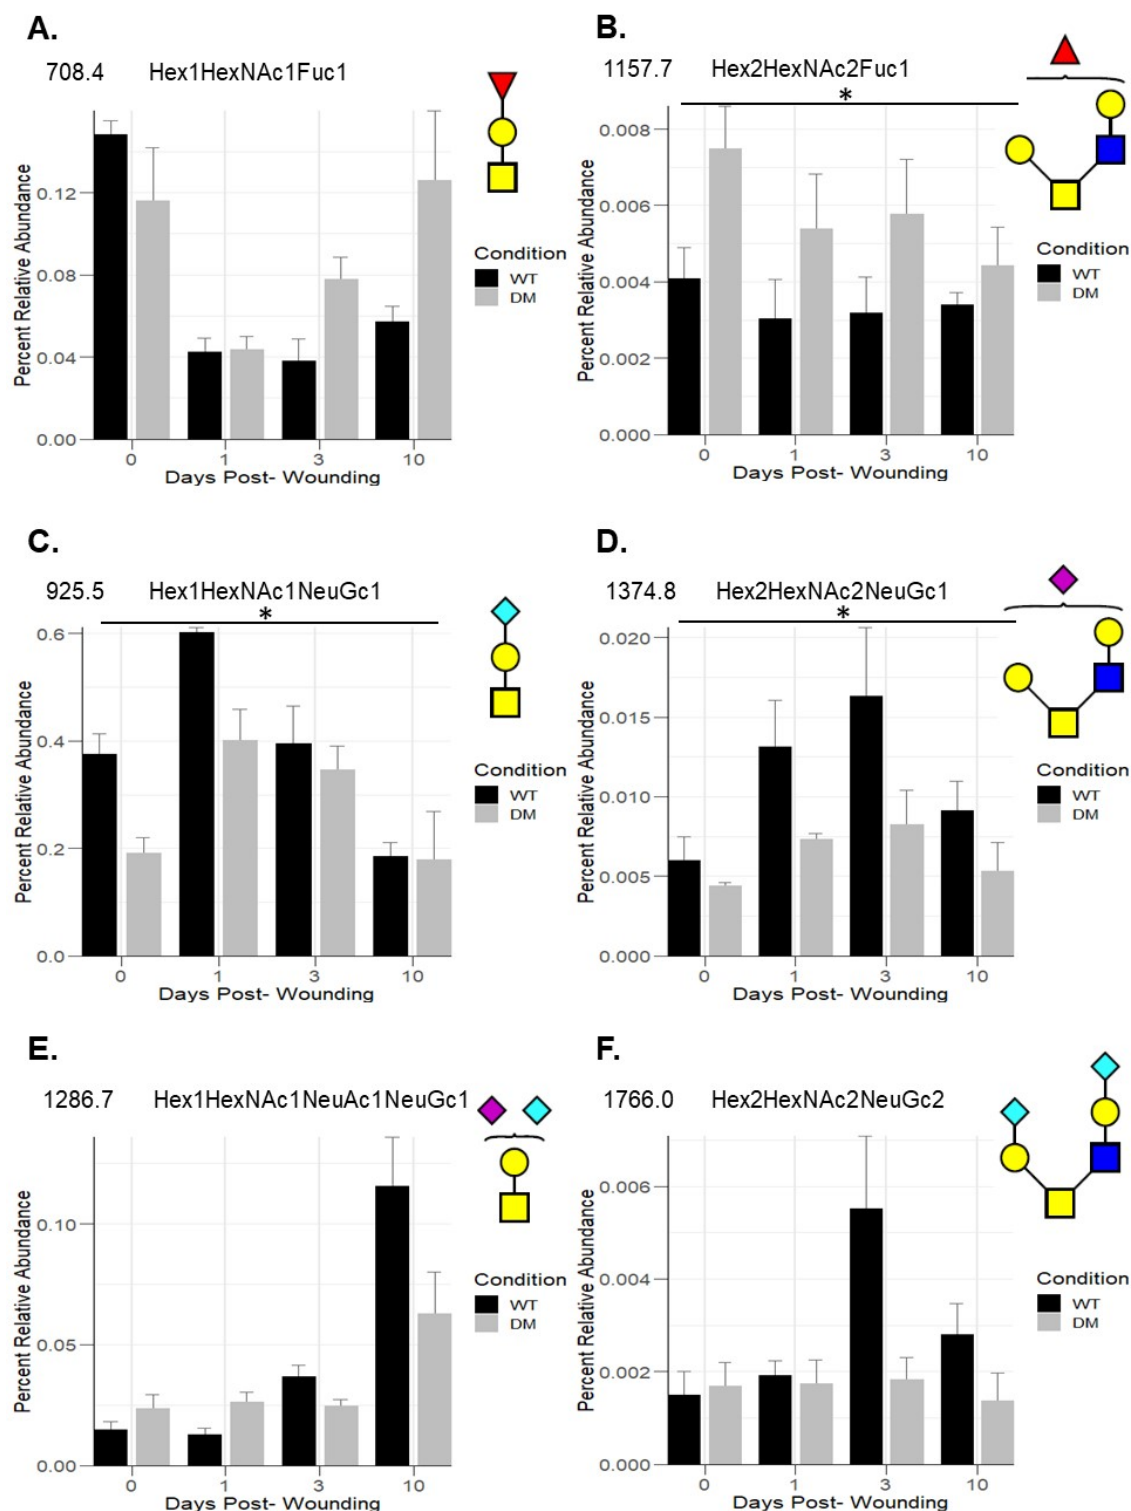 A.
708.4 Hex1HexNAc1Fuc1
Percent Relative Abundance
0.12
0.08
0.04
0.00
0 1 3 10
Days Post- Wounding
Condition
WT
DM
B.
1157.7 Hex2HexNAc2Fuc1
*
Percent Relative Abundance
0.008
0.006
0.004
0.002
0.000
0 1 3 10
Days Post- Wounding
Condition
WT
DM
C.
925.5 Hex1HexNAc1NeuGc1
*
Percent Relative Abundance
0.6
0.4
0.2
0.0
0 1 3 10
Days Post- Wounding
Condition
WT
DM
D.
1374.8 Hex2HexNAc2NeuGc1
*
Percent Relative Abundance
0.020
0.015
0.010
0.005
0.000
0 1 3 10
Days Post- Wounding
Condition
WT
DM
E.
1286.7 Hex1HexNAc1NeuAc1NeuGc1
Percent Relative Abundance
0.10
0.05
0.00
0 1 3 10
Days Post- Wounding
Condition
WT
DM
F.
1766.0 Hex2HexNAc2NeuGc2
Percent Relative Abundance
0.006
0.004
0.002
0.000
0 1 3 10
Days Post- Wounding
Condition
WT
DM